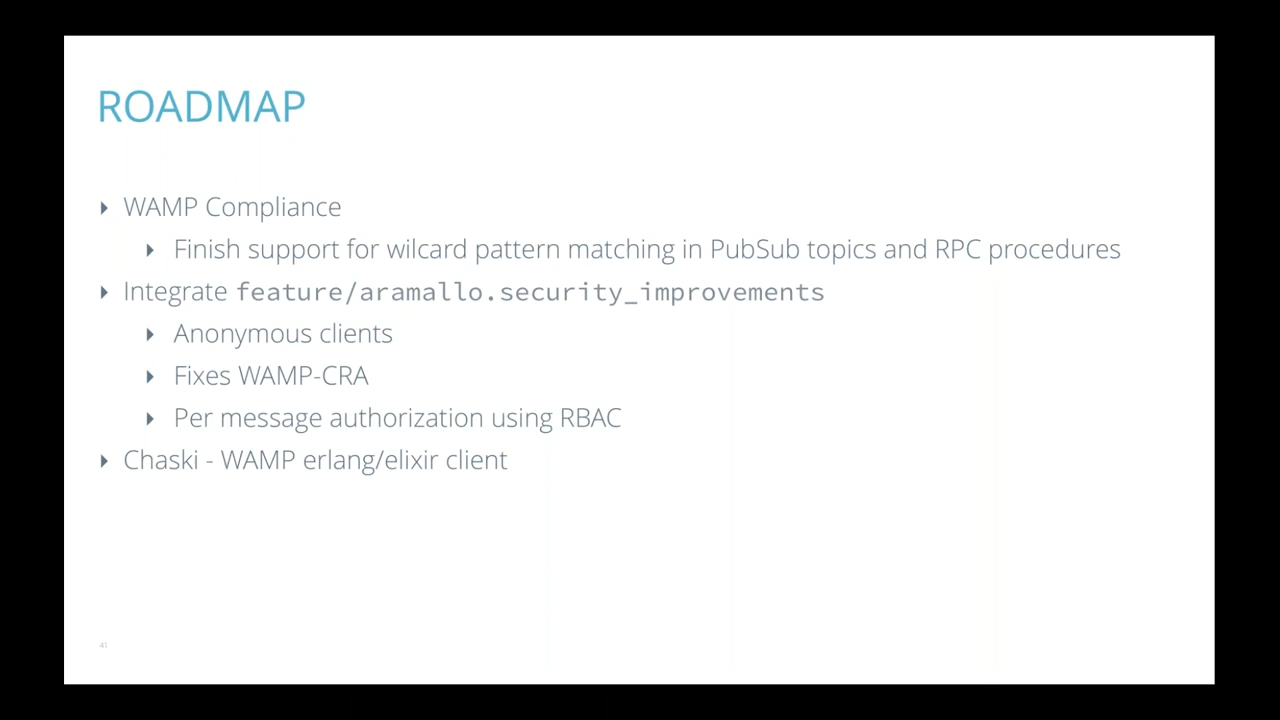 ROADMAP
WAMP Compliance
Finish support for wilcard pattern matching in PubSub topics and RPC procedures
Integrate feature/aramallo.security_improvements
Anonymous clients
Fixes WAMP-CRA
Per message authorization using RBAC
Chaski - WAMP erlang/elixir client
41